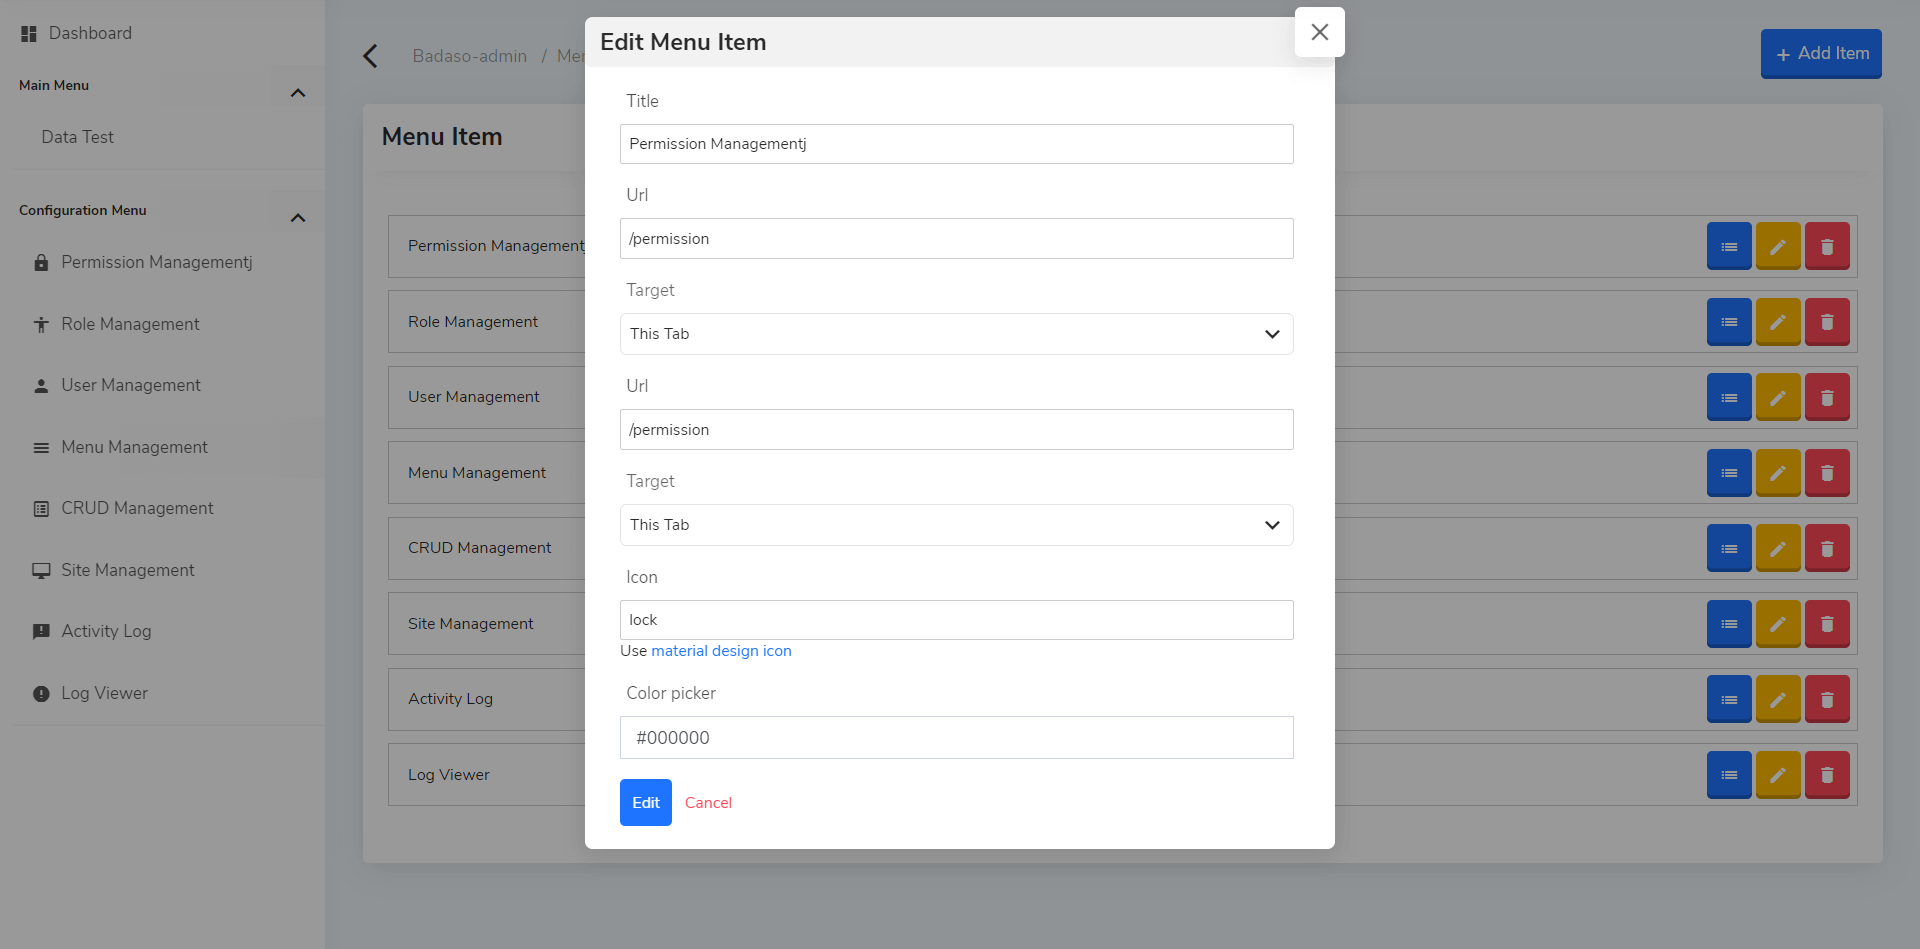 Dashboard
Main Menu
Data Test
Configuration Menu
Permission Managementj
Role Management
User Management
Menu Management
CRUD Management
Site Management
Activity Log
Log Viewer
Badaso-admin / Me
+ Add Item
Menu Item
Permission Management
Role Management
User Management
Menu Management
CRUD Management
Site Management
Activity Log
Log Viewer
Edit Menu Item
Title
Permission Managementj
Url
/permission
Target
This Tab
Url
/permission
Target
This Tab
Icon
lock
Use material design icon
Color picker
#000000
Edit Cancel